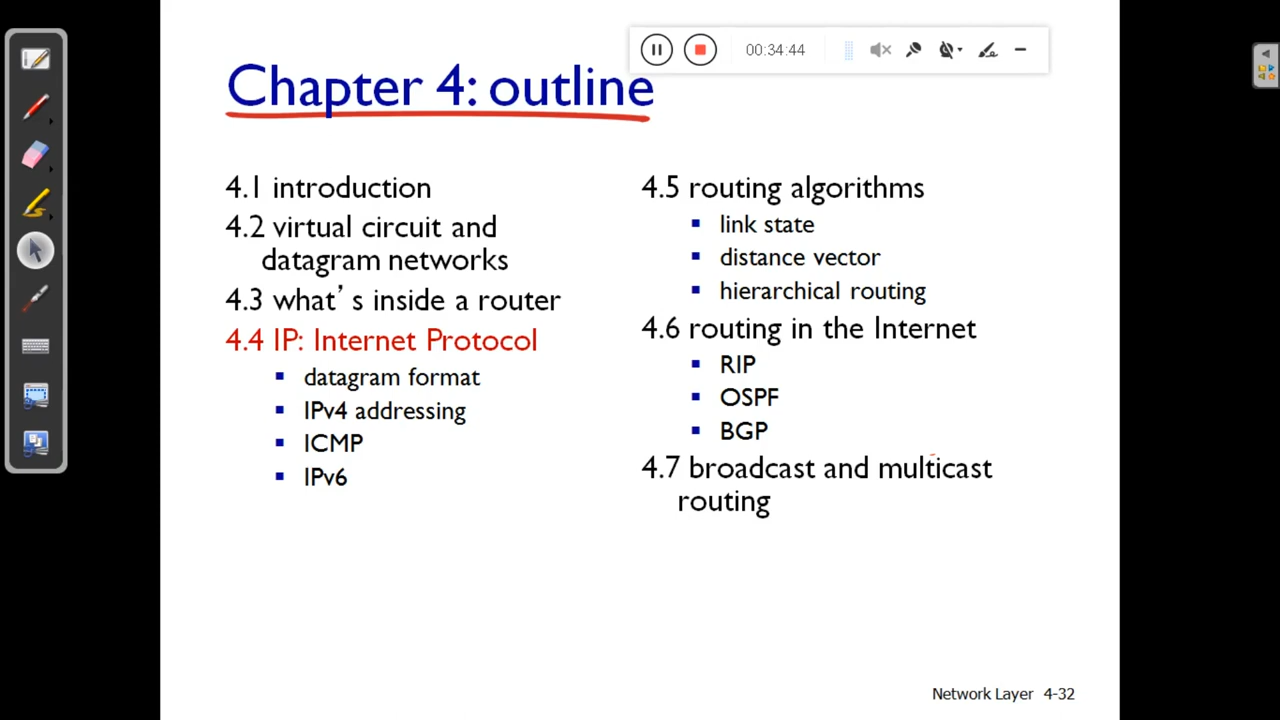 00:34:44
Chapter 4: outline
4.1 introduction
4.2 virtual circuit and
datagram networks
4.3 what’s inside a router
4.4 IP: Internet Protocol
▪ datagram format
▪ IPv4 addressing
▪ ICMP
▪ IPv6
4.5 routing algorithms
▪ link state
▪ distance vector
▪ hierarchical routing
4.6 routing in the Internet
▪ RIP
▪ OSPF
▪ BGP
4.7 broadcast and multicast
routing
Network Layer 4-32